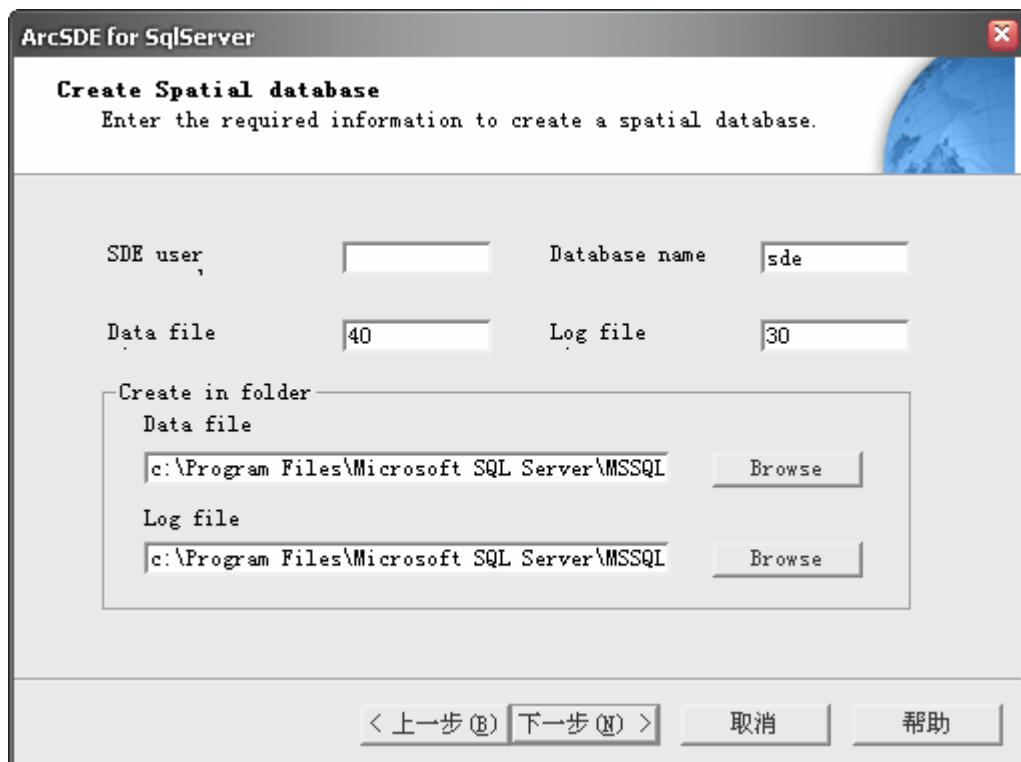 ArcSDE for SqlServer
Create Spatial database
Enter the required information to create a spatial database.
SDE user
Database name
sde
Data file
40
Log file
30
Create in folder
Data file
c:\Program Files\Microsoft SQL Server\MSSQL
Browse
Log file
c:\Program Files\Microsoft SQL Server\MSSQL
Browse
< 上一步(B)
下一步(N) >
取消
帮助